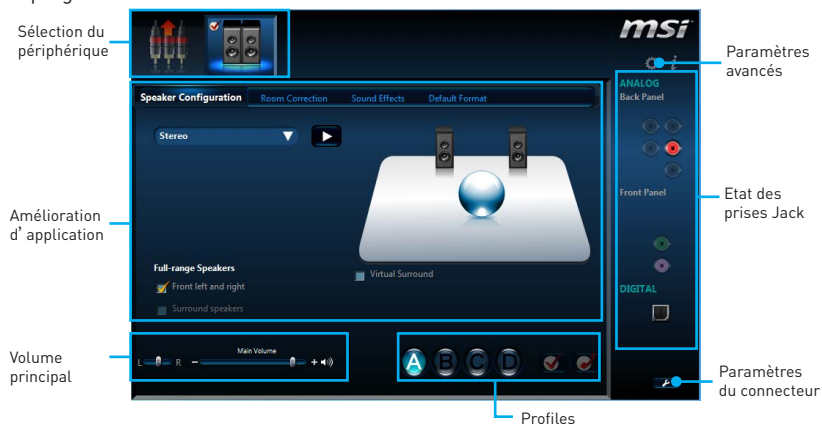 Sélection du
périphérique
msi
Paramètres
avancés
ANALOG
Back Panel
Speaker Configuration
Room Correction
Sound Effects
Default Format
Stereo
Front Panel
Etat des
prises Jack
Amélioration
d’application
Full-range Speakers
Front left and right
Surround speakers
Virtual Surround
DIGITAL
Volume
principal
Main Volume
L
R
A
B
C
D
Paramètres
du connecteur
Profiles